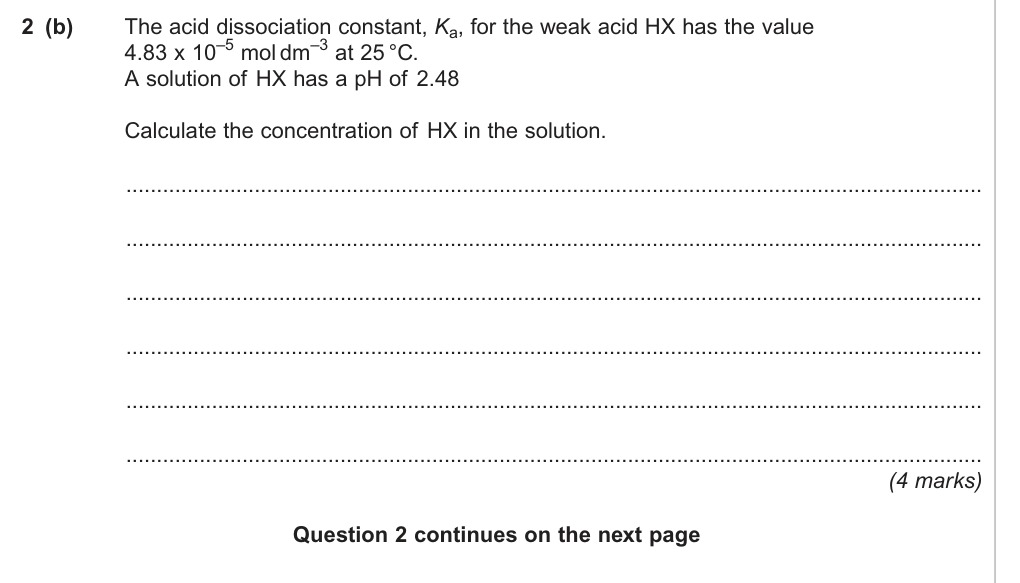 2 (b) The acid dissociation constant, Kₐ, for the weak acid HX has the value
4.83 x 10⁻⁵ mol dm⁻³ at 25 °C.
A solution of HX has a pH of 2.48
Calculate the concentration of HX in the solution.
(4 marks)
Question 2 continues on the next page